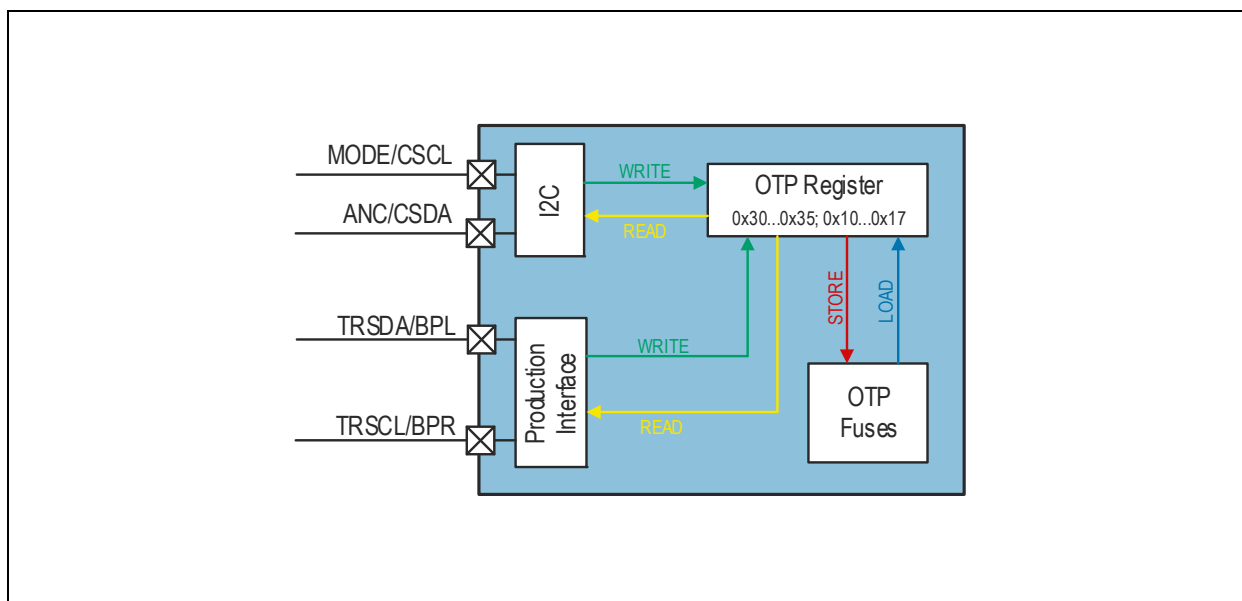 MODE/CSCL
ANC/CSDA
I2C
WRITE
READ
OTP Register
0x30...0x35; 0x10...0x17
TRSDA/BPL
TRSCL/BPR
Production
Interface
WRITE
READ
STORE
LOAD
OTP
Fuses